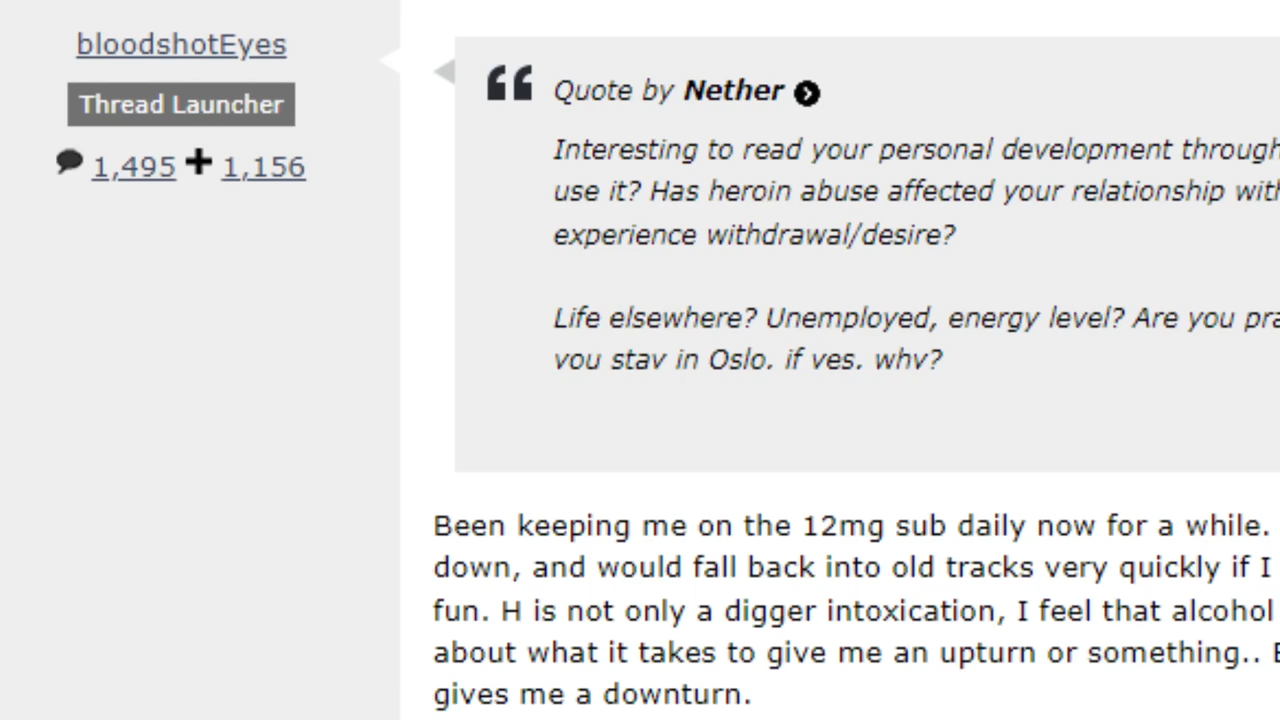 bloodshotEyes
Thread Launcher
1,495 1,156
Quote by Nether
Interesting to read your personal development through
use it? Has heroin abuse affected your relationship with
experience withdrawal/desire?
Life elsewhere? Unemployed, energy level? Are you
you stay in Oslo. if yes. why?
Been keeping me on the 12mg sub daily now for a while.
down, and would fall back into old tracks very quickly if I
fun. H is not only a digger intoxication, I feel that alcohol
about what it takes to give me an upturn or something..
gives me a downturn.